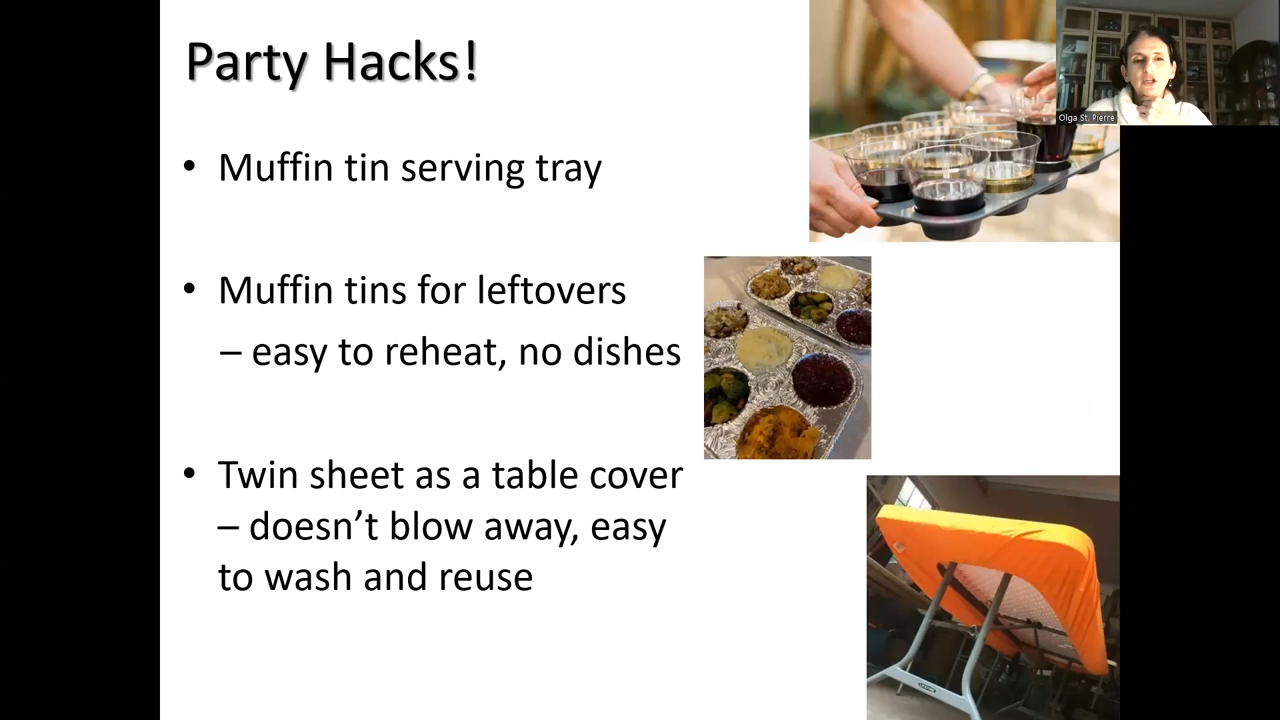 Party Hacks!
• Muffin tin serving tray
• Muffin tins for leftovers
– easy to reheat, no dishes
• Twin sheet as a table cover
– doesn’t blow away, easy
to wash and reuse
Olga St. Pierre